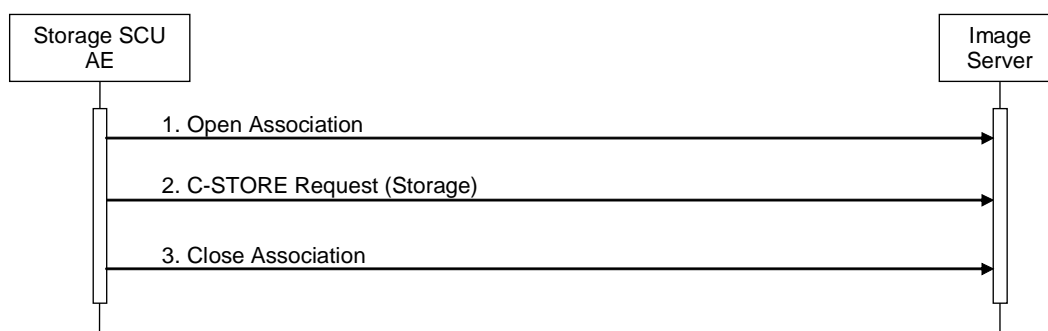 Storage SCU
AE
Image
Server
1. Open Association
2. C-STORE Request (Storage)
3. Close Association